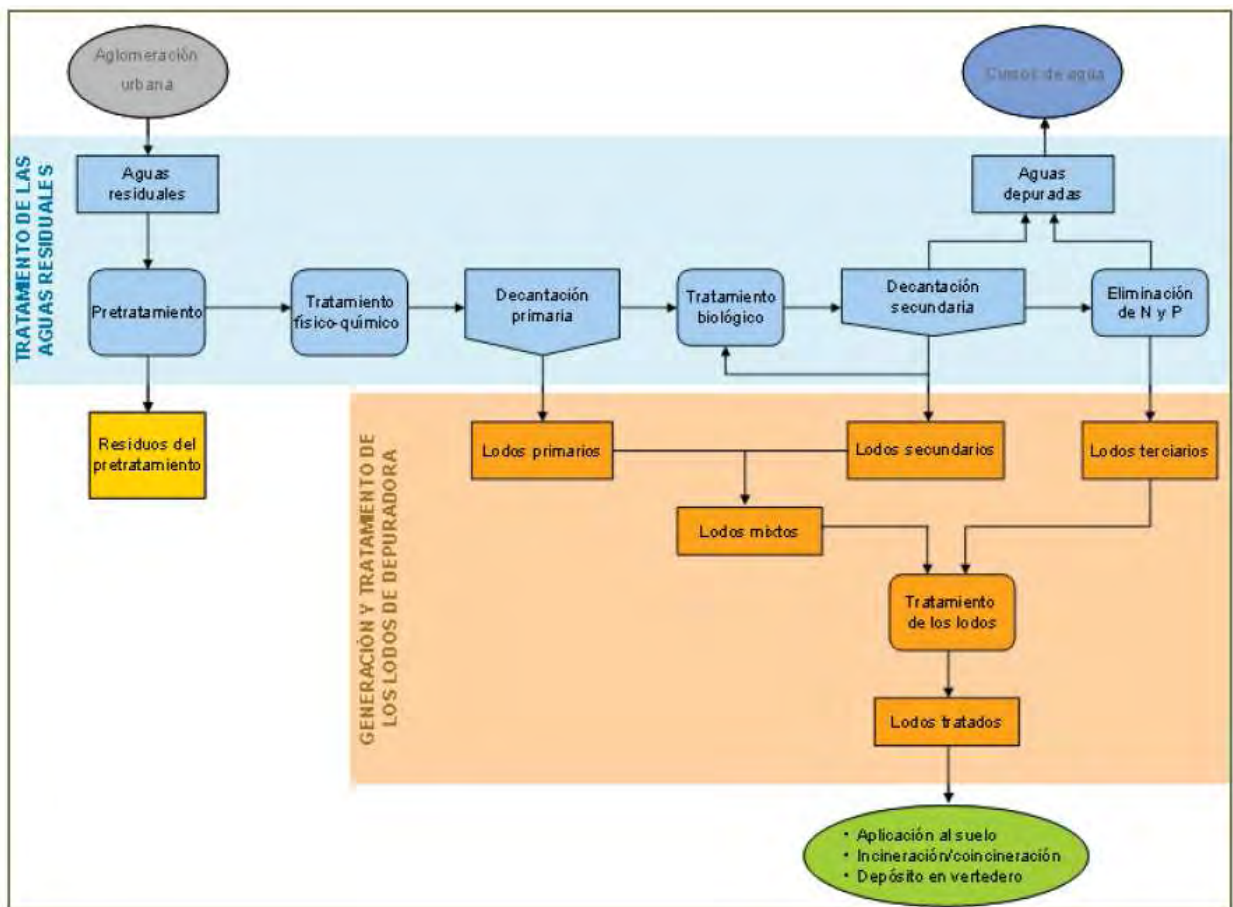 Aglomeración
urbana
Cursos de agua
TRATAMIENTO DE LAS
AGUAS RESIDUALES
Aguas
residuales
Aguas
depuradas
Pretratamiento
Tratamiento
físico-químico
Decantación
primaria
Tratamiento
biológico
Decantación
secundaria
Eliminación
de N y P
GENERACIÓN Y TRATAMIENTO DE
LOS LODOS DE DEPURADORA
Residuos del
pretratamiento
Lodos primarios
Lodos secundarios
Lodos terciarios
Lodos mixtos
Tratamiento
de los lodos
Lodos tratados
• Aplicación al suelo
• Incineración/coincineración
• Depósito en vertedero